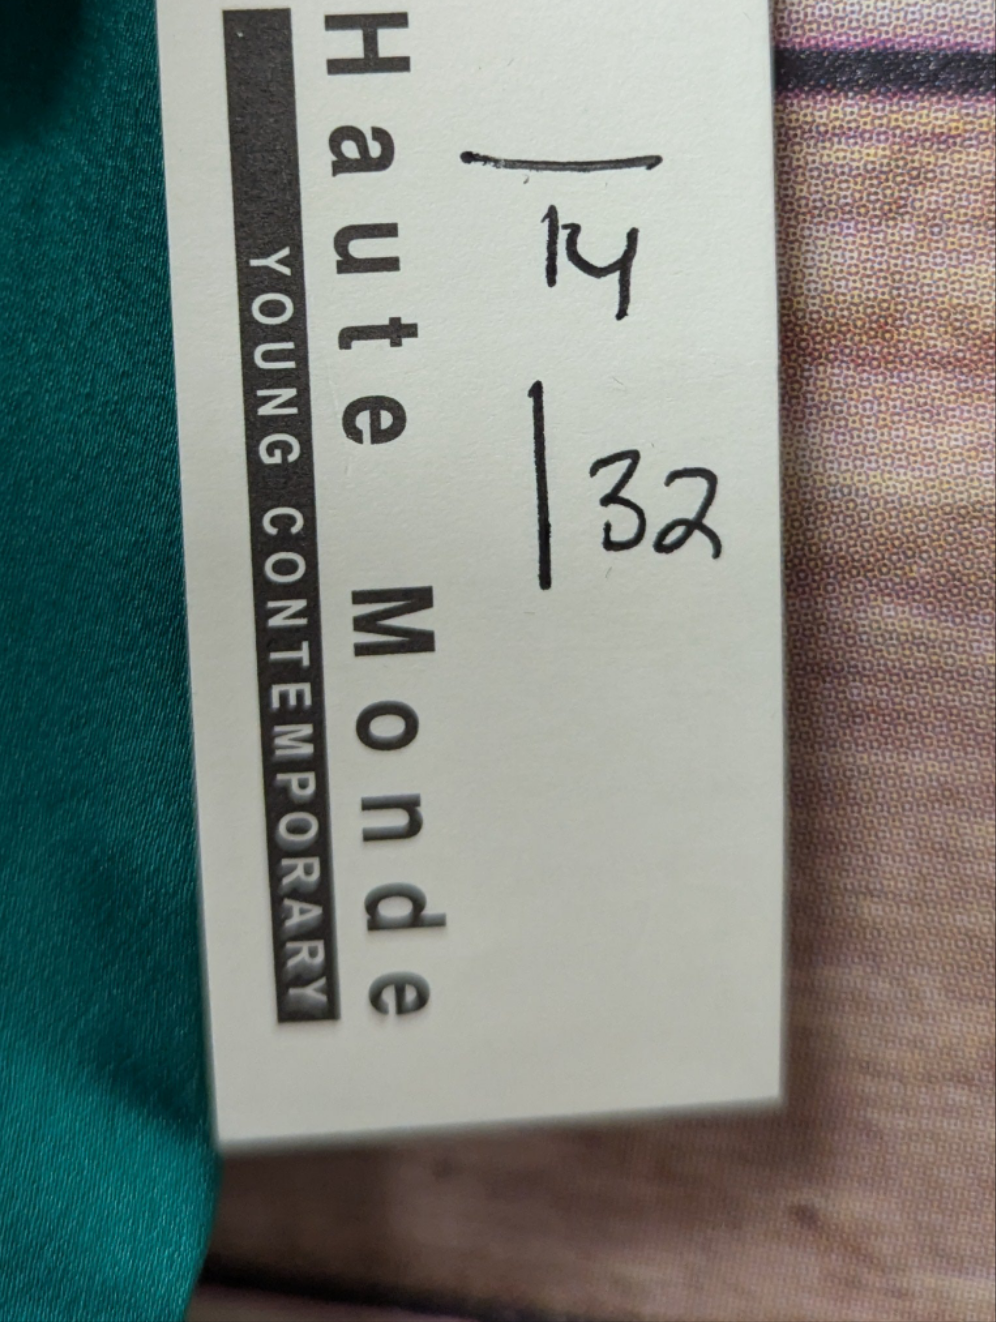 Haute Monde
YOUNG CONTEMPORARY
14
32